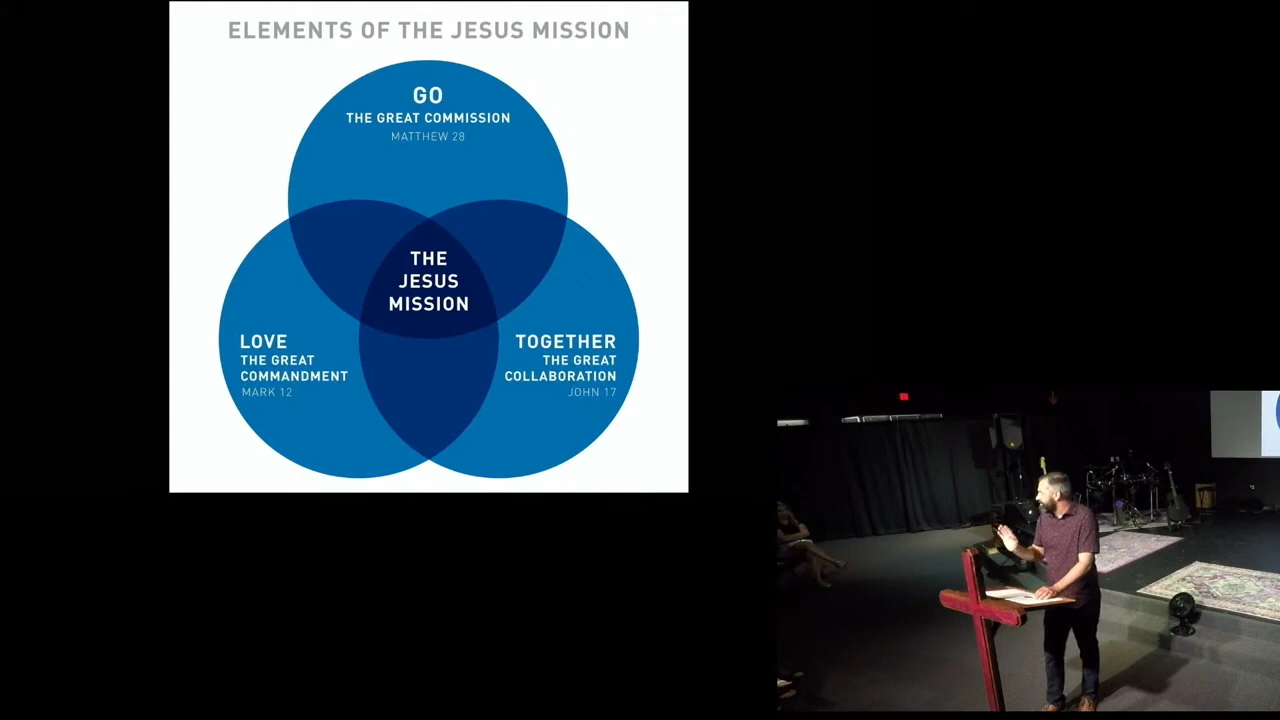 ELEMENTS OF THE JESUS MISSION
GO
THE GREAT COMMISSION
MATTHEW 28
THE
JESUS
MISSION
LOVE
THE GREAT
COMMANDMENT
MARK 12
TOGETHER
THE GREAT
COLLABORATION
JOHN 17